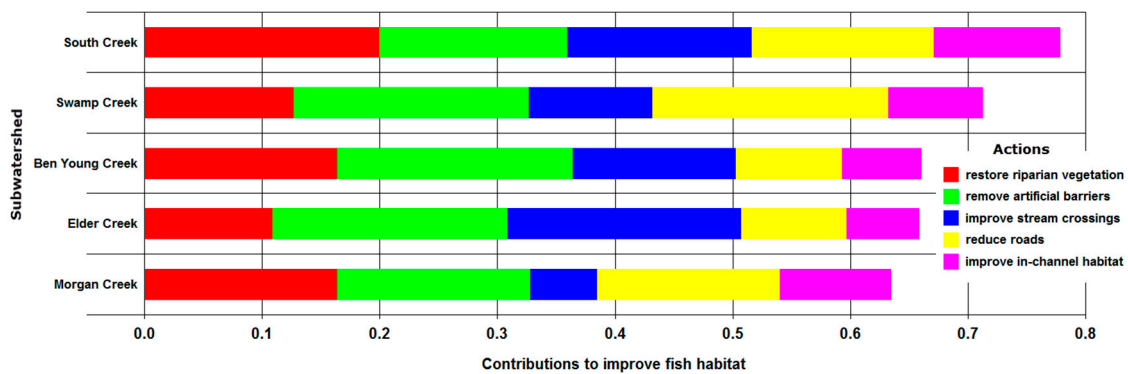 South Creek
Swamp Creek
Ben Young Creek
Elder Creek
Morgan Creek
Subwatershed
Actions
restore riparian vegetation
remove artificial barriers
improve stream crossings
reduce roads
improve in-channel habitat
0.0 0.1 0.2 0.3 0.4 0.5 0.6 0.7 0.8
Contributions to improve fish habitat